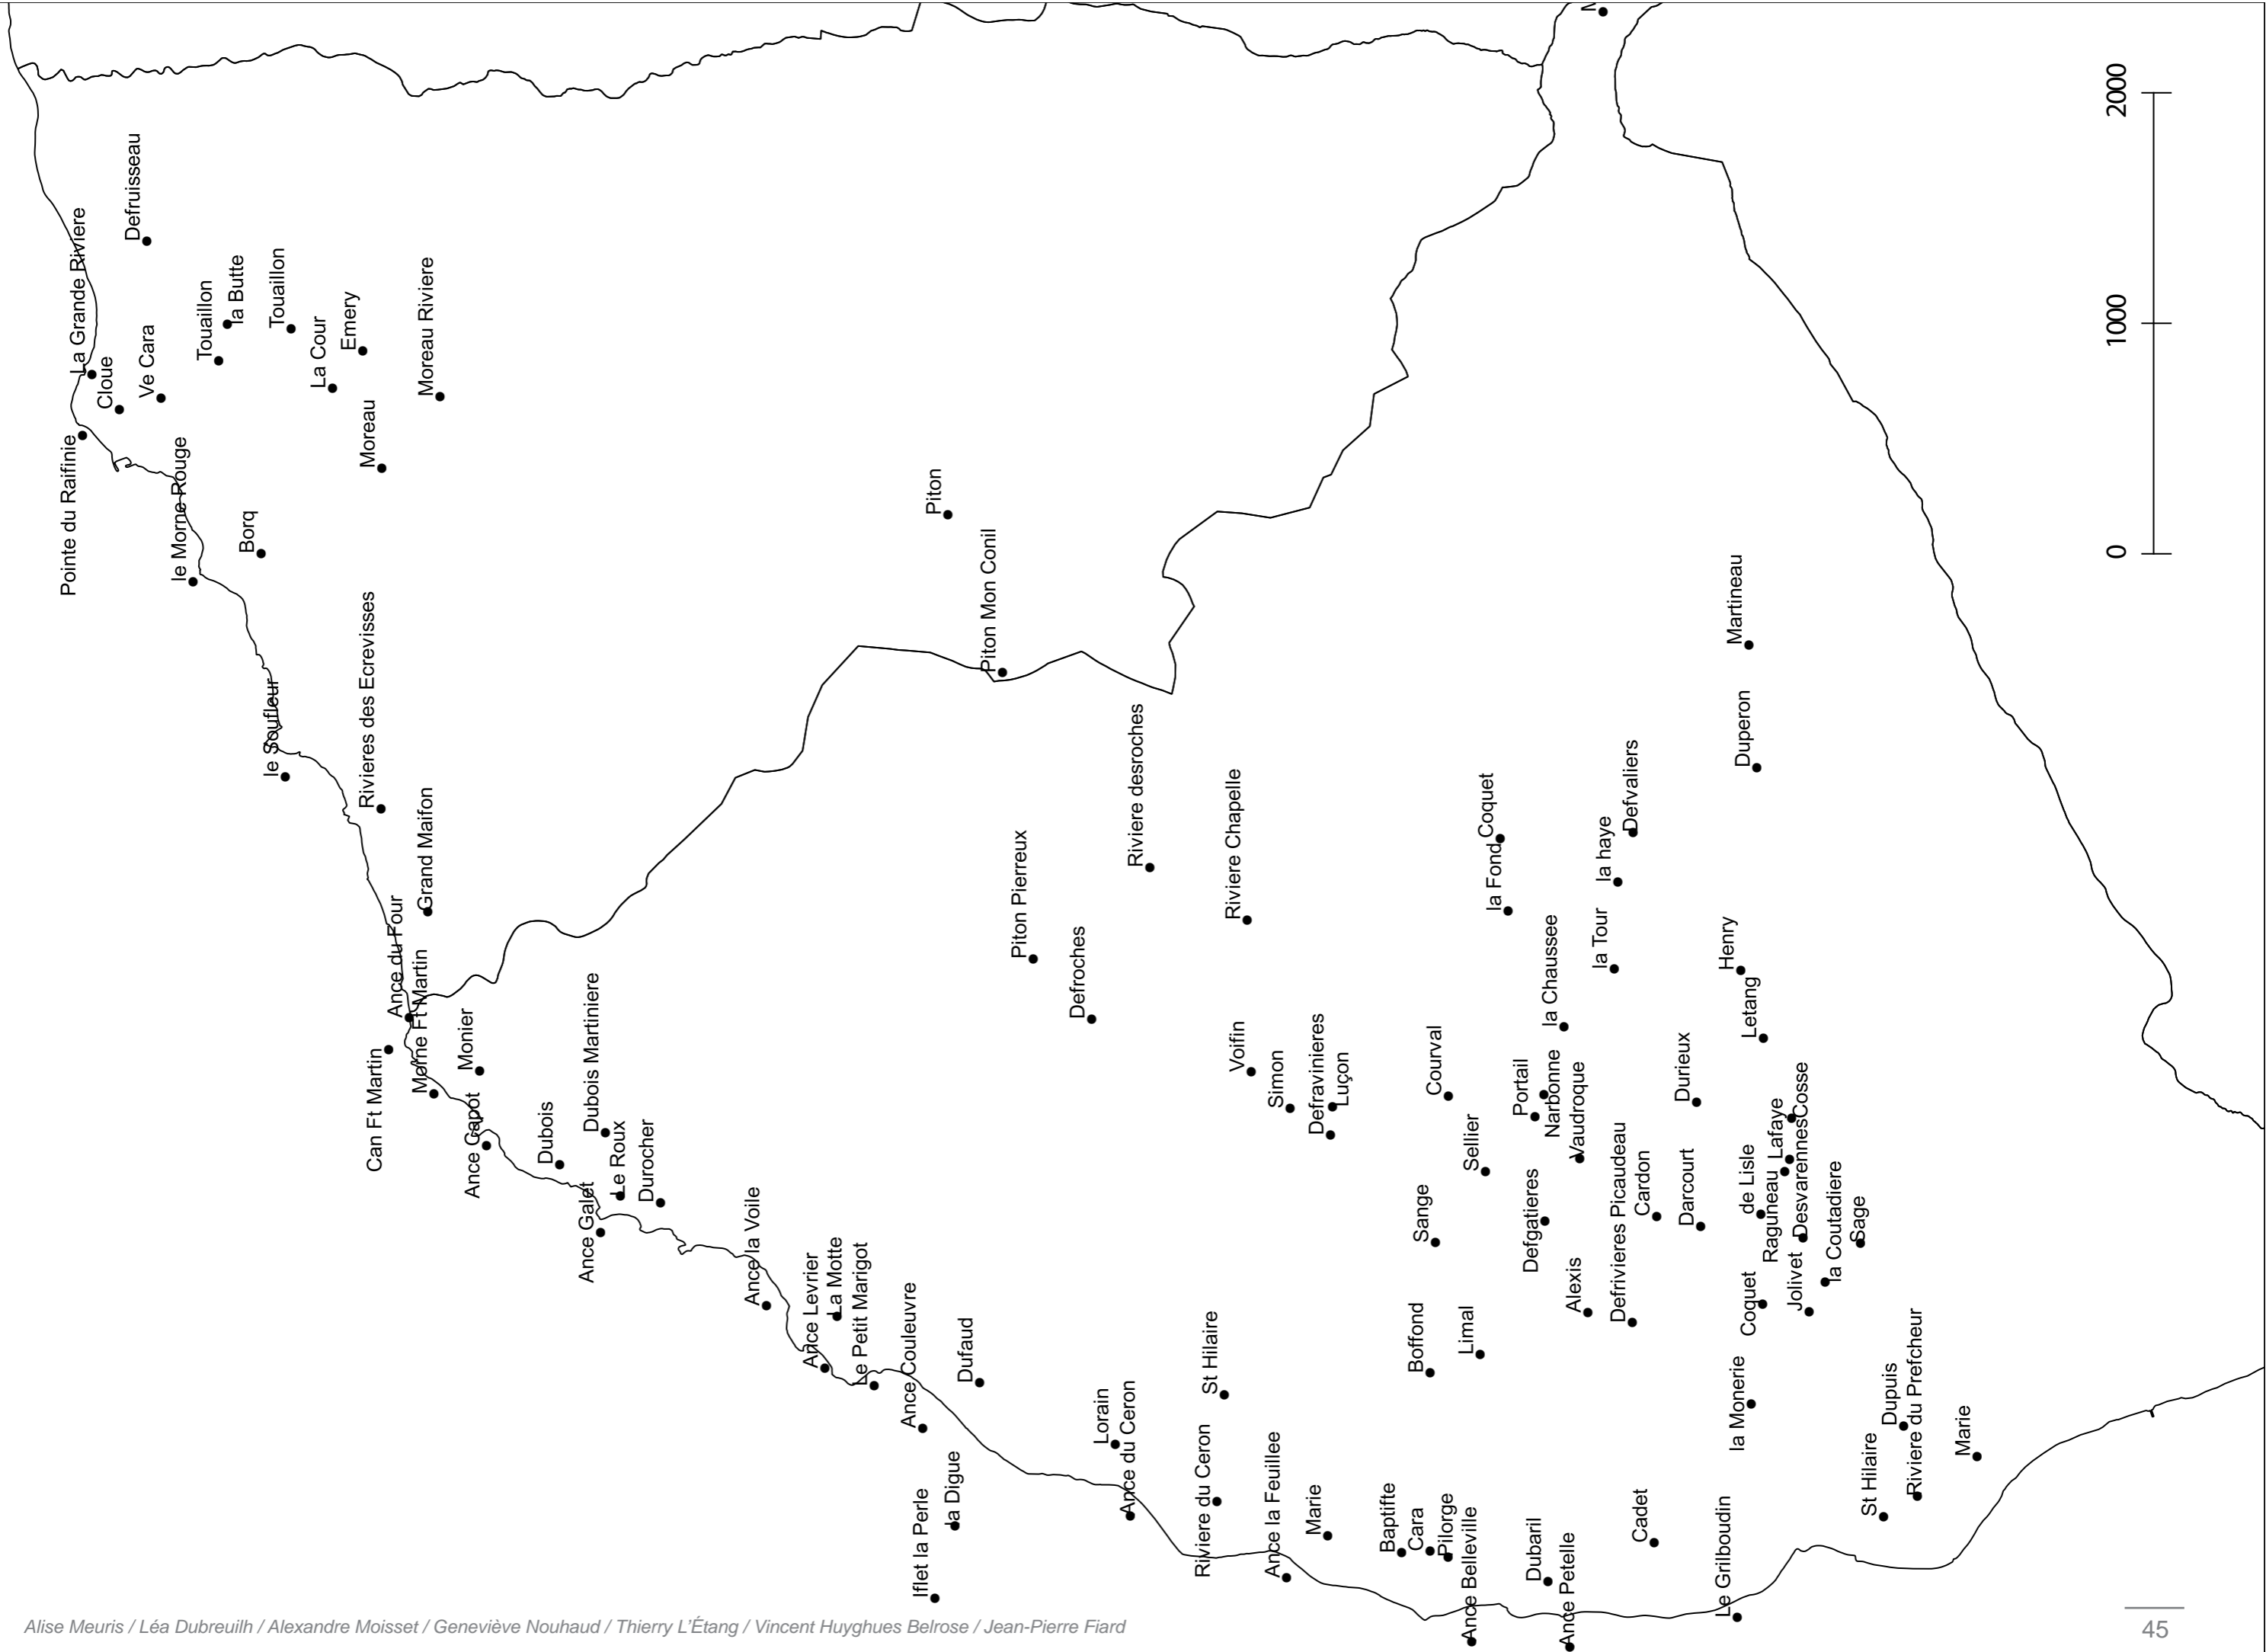 N
2000
1000
0
Defruisseau
La Grande Riviere
Cloue
Ve Cara
Touaillon
la Butte
Touaillon
La Cour
Emery
Moreau Riviere
Moreau
Pointe du Raifinie
le Morne Rouge
Borq
Piton
Piton Mon Conil
Martineau
le Soufleur
Rivieres des Ecrevisses
Grand Maifon
Riviere desroches
Riviere Chapelle
Piton Pierreux
Coquet
la Fond
la haye
Defvaliers
Duperon
Ance du Four
Morne Ft Martin
Can Ft Martin
Monier
Ance Capot
Dubois
Dubois Martiniere
Le Roux
Durocher
Ance Galet
Defroches
Voifin
Simon
Defravinieres
Luçon
Courval
la Chaussee
la Tour
Henry
Letang
Portail
Narbonne
Vaudroque
Durieux
Sellier
Cosse
Lafaye
Raguneau
Desvarennes
de Lisle
Darcourt
Cardon
Defrivieres Picaudeau
Defgatieres
Sange
Alexis
la Coutadiere
Sage
Jolivet
Coquet
Ance la Voile
Ance Levrier
La Motte
Le Petit Marigot
Ance Couleuvre
Dufaud
Iflet la Perle
la Digue
Lorain
Ance du Ceron
St Hilaire
Riviere du Ceron
Ance la Feuillee
Marie
Boffond
Limal
Baptifte
Cara
Pilorge
Ance Belleville
Dubaril
Ance Petelle
Cadet
la Monerie
Le Grilboudin
Dupuis
Riviere du Prefcheur
St Hilaire
Marie
Alise Meuris / Léa Dubreuilh / Alexandre Moisset / Geneviève Nouhaud / Thierry L’Étang / Vincent Huyghues Belrose / Jean-Pierre Fiard
45